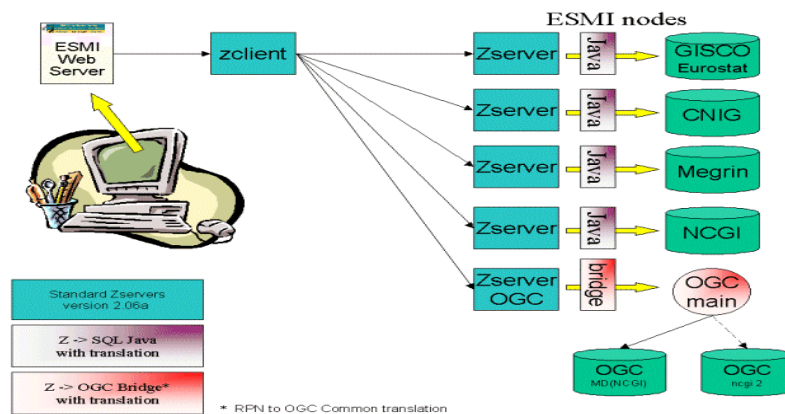 ESMI nodes
ESMI
Web
Server
zclient
Zserver
Java
GISCO
Eurostat
Zserver
Java
CNIG
Zserver
Java
Megrin
Zserver
Java
NCGI
Zserver
OGC
bridge
OGC
main
OGC
MD(NCGI)
OGC
ncgi 2
Standard Zservers
version 2.06a
Z -> SQL Java
with translation
Z -> OGC Bridge*
with translation
* RPN to OGC Common translation